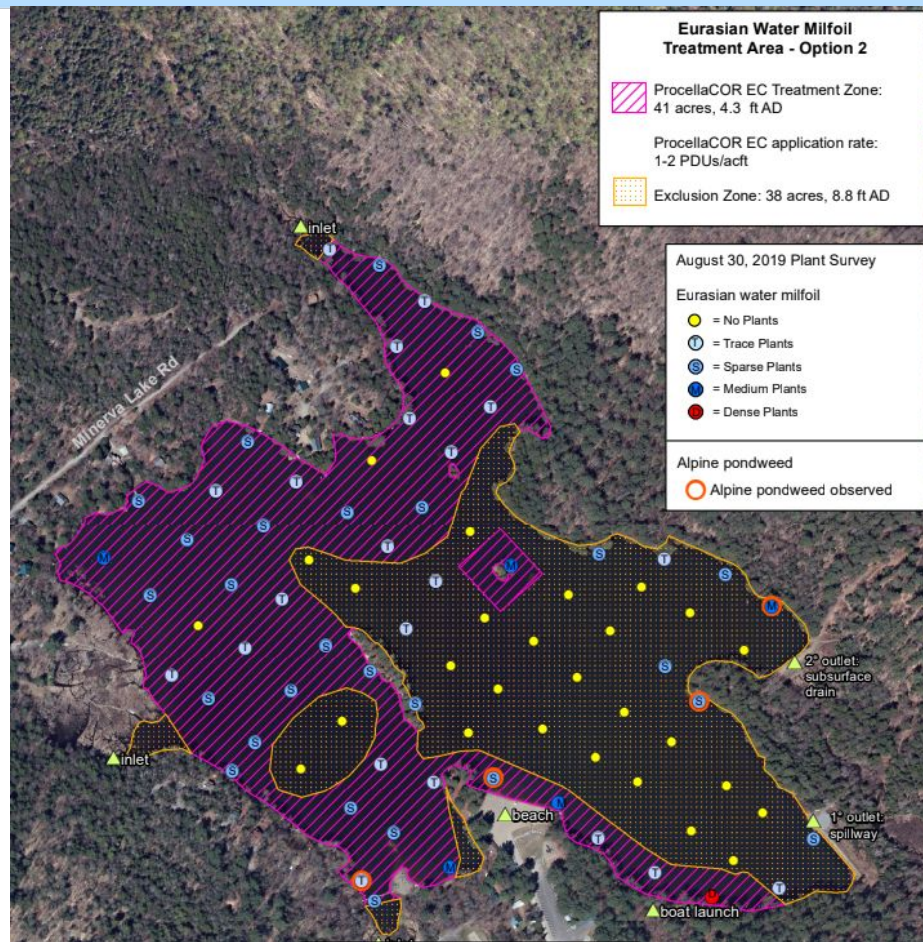 Eurasian Water Milfoil
Treatment Area - Option 2
ProcellaCOR EC Treatment Zone:
41 acres, 4.3 ft AD
ProcellaCOR EC application rate:
1-2 PDUs/acft
Exclusion Zone: 38 acres, 8.8 ft AD
August 30, 2019 Plant Survey
Eurasian water milfoil
= No Plants
T = Trace Plants
S = Sparse Plants
M = Medium Plants
D = Dense Plants
Alpine pondweed
Alpine pondweed observed
inlet
Minerva Lake Rd
2° outlet:
subsurface
drain
inlet
beach
1° outlet:
spillway
boat launch